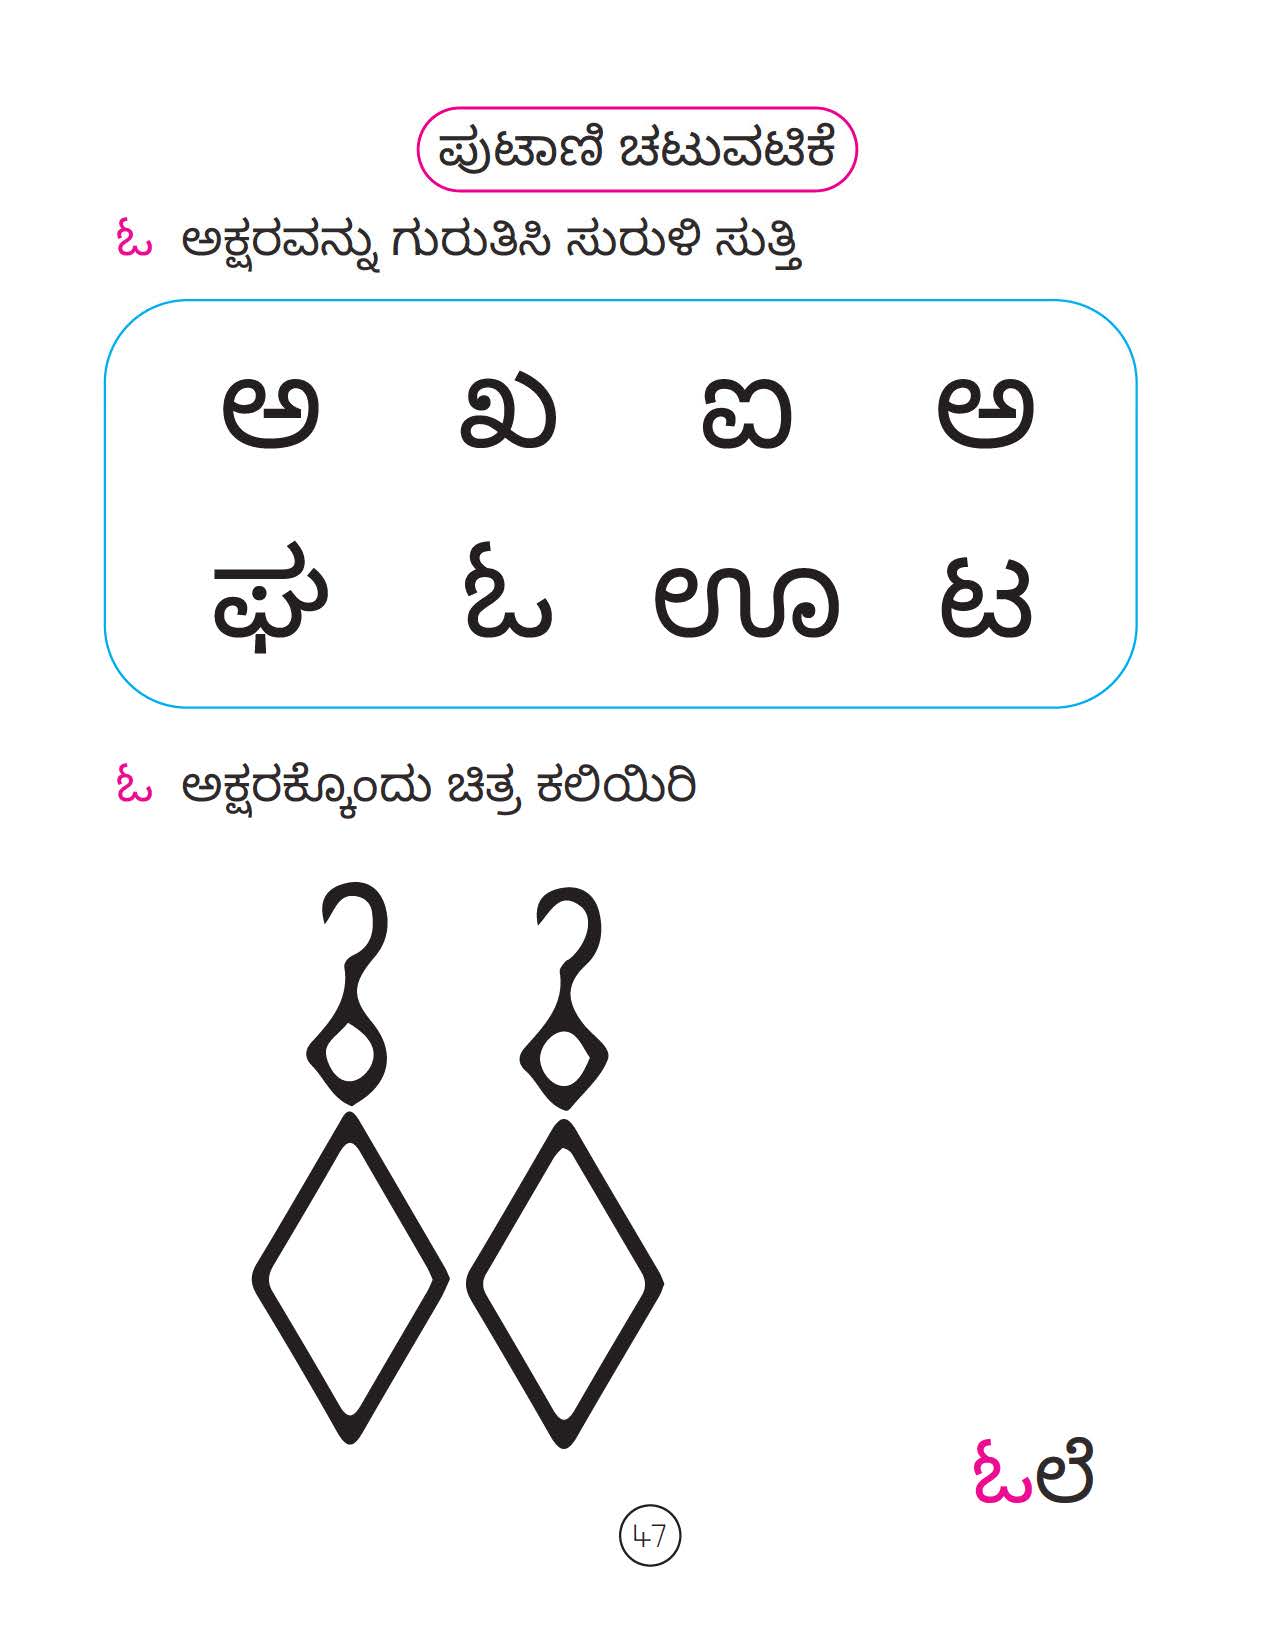 ಪುಟಾಣಿ ಚಟುವಟಿಕೆ
ಓ ಅಕ್ಷರವನ್ನು ಗುರುತಿಸಿ ಸುರುಳಿ ಸುತ್ತಿ
ಅ ಖ ಐ ಅ
ಘ ಓ ಊ ಟ
ಓ ಅಕ್ಷರಕ್ಕೊಂದು ಚಿತ್ರ ಕಲಿಯಿರಿ
ಓಲೆ
47